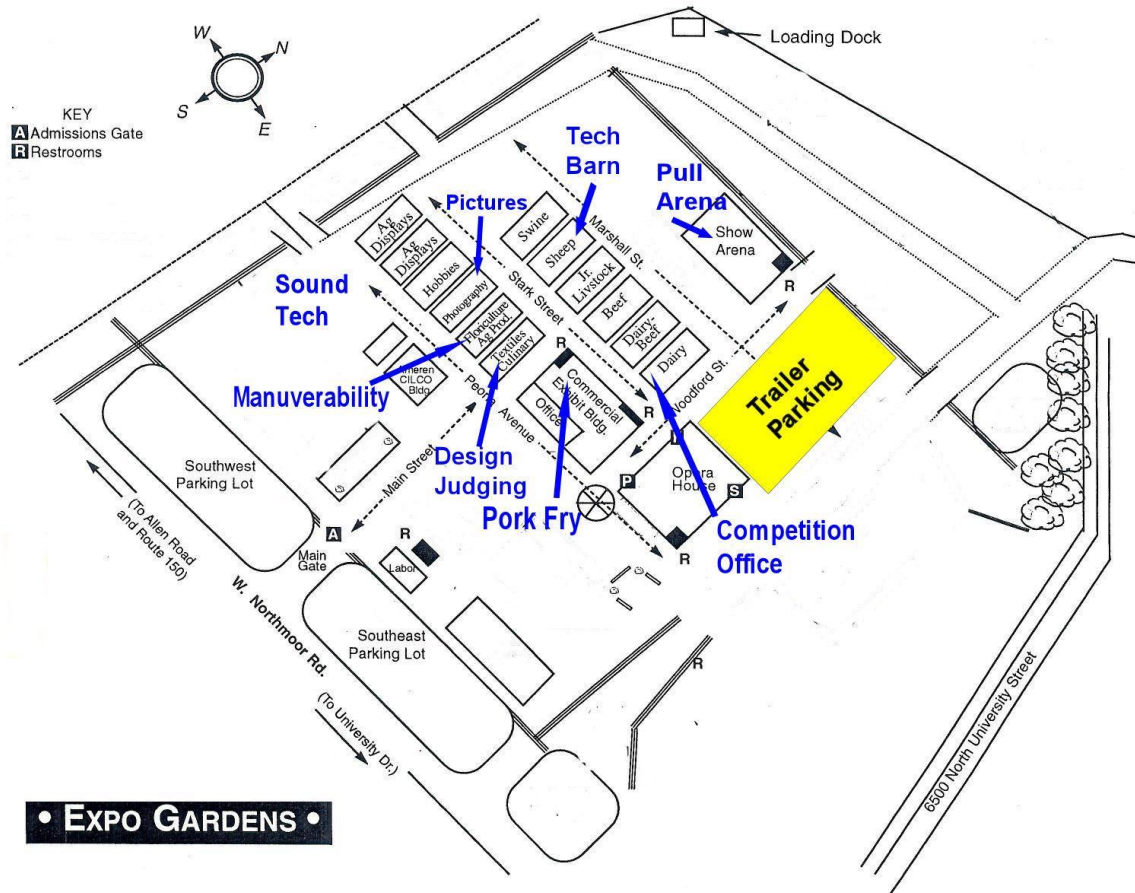 Loading Dock
W
N
S
E
KEY
A Admissions Gate
R Restrooms
Tech
Barn
Pull
Arena
Pictures
Show
Arena
R
Ag
Displays
Ag
Displays
Hobbies
Photography
Floriculture
Ag Prod.
Textiles
Culinary
Swine
Sheep
Jr.
Livstock
Beef
Dairy-
Beef
Dairy
Marshall St.
Stark Street
Woodford St.
Sound
Tech
Manuverability
Ameren
CILCO
Bldg
Peoria Avenue
Main Street
R
Commercial
Exhibit Bldg.
Office
R
Trailer
Parking
Design
Judging
Pork Fry
P
Opera
House
S
R
Competition
Office
Southwest
Parking Lot
(To Allen Road
and Route 150)
A
Main
Gate
R
Labor
W. Northmoor Rd.
Southeast
Parking Lot
(To University Dr.)
R
6500 North University Street
• EXPO GARDENS •